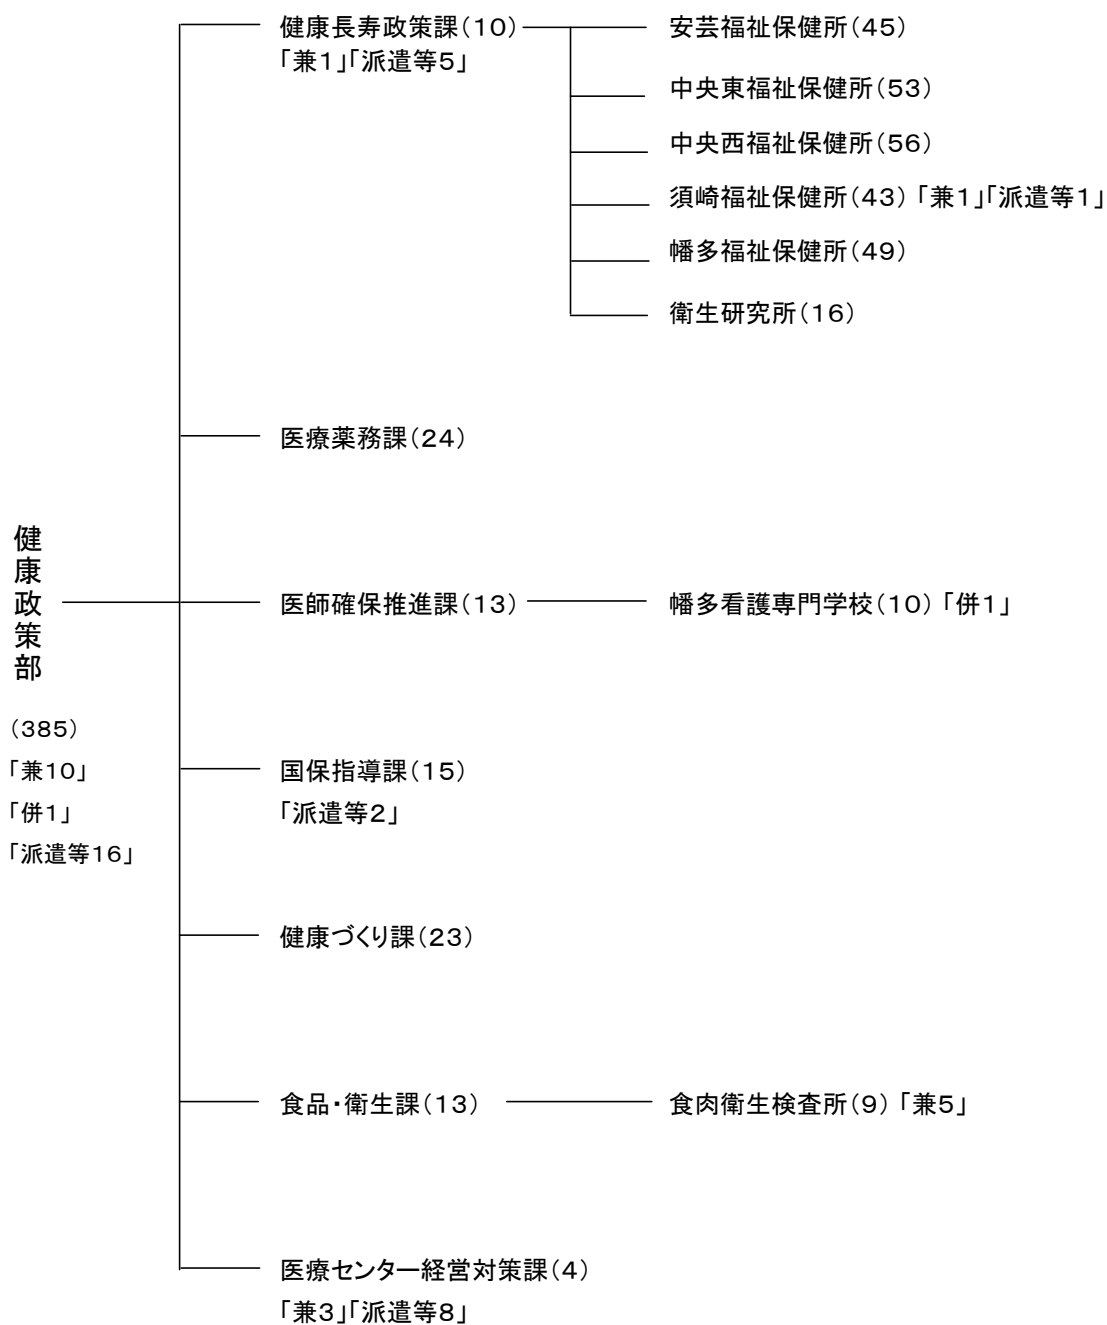 健康政策部
（385）
「兼10」
「併1」
「派遣等16」
健康長寿政策課（10）
「兼1」「派遣等5」
安芸福祉保健所（45）
中央東福祉保健所（53）
中央西福祉保健所（56）
須崎福祉保健所（43）「兼1」「派遣等1」
幡多福祉保健所（49）
衛生研究所（16）
医療薬務課（24）
医師確保推進課（13）
幡多看護専門学校（10）「併1」
国保指導課（15）
「派遣等2」
健康づくり課（23）
食品・衛生課（13）
食肉衛生検査所（9）「兼5」
医療センター経営対策課（4）
「兼3」「派遣等8」